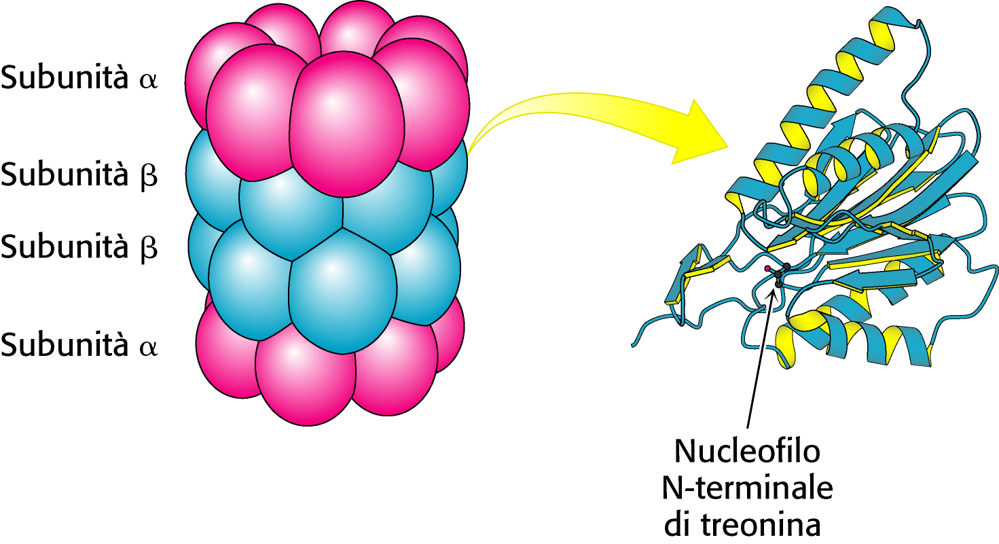 Subunità α
Subunità β
Subunità β
Subunità α
Nucleofilo
N-terminale
di treonina